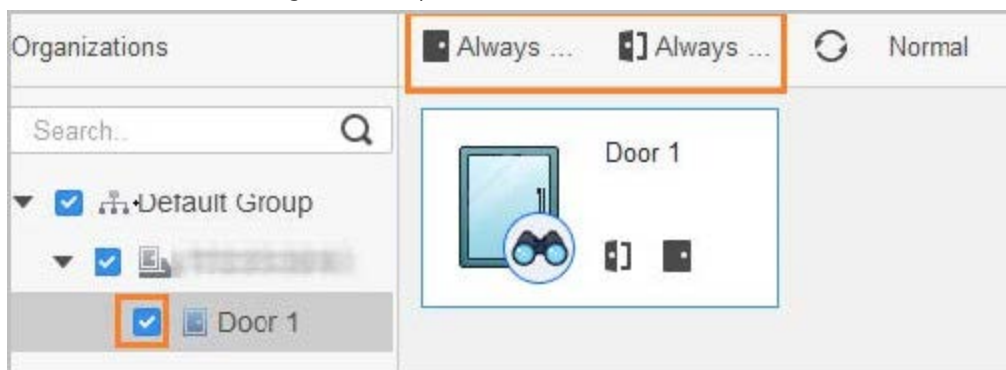 Organizations
Always ... Always ... Normal
Search..
Default Group
Door 1
Door 1